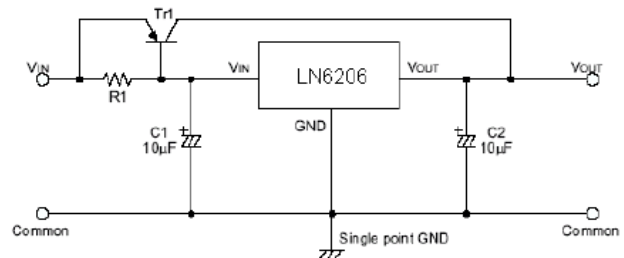 Tr1
VIN
R1
VIN
LN6206
VOUT
VOUT
GND
C1
10µF
C2
10µF
Common
Single point GND
Common